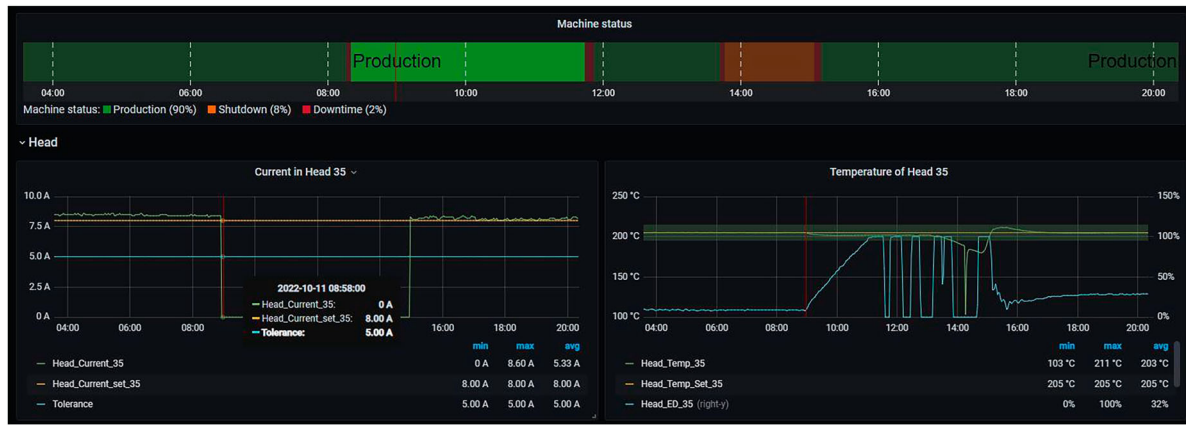 Machine status
Production Production
04:00 06:00 08:00 10:00 12:00 14:00 16:00 18:00 20:00
Machine status: Production (90%) Shutdown (8%) Downtime (2%)
Head
Current in Head 35
10.0 A
7.5 A
5.0 A
2.5 A
0 A
04:00 06:00 08:00 16:00 18:00 20:00
2022-10-11 08:58:00
Head_Current_35: 0 A
Head_Current_set_35: 8.00 A
Tolerance: 5.00 A
min max avg
Head_Current_35 0 A 8.60 A 5.33 A
Head_Current_set_35 8.00 A 8.00 A 8.00 A
Tolerance 5.00 A 5.00 A 5.00 A
Temperature of Head 35
250 °C 150%
200 °C 100%
150 °C 50%
100 °C 0%
04:00 06:00 08:00 10:00 12:00 14:00 16:00 18:00 20:00
min max avg
Head_Temp_35 103 °C 211 °C 203 °C
Head_Temp_Set_35 205 °C 205 °C 205 °C
Head_ED_35 (right-y) 0% 100% 32%